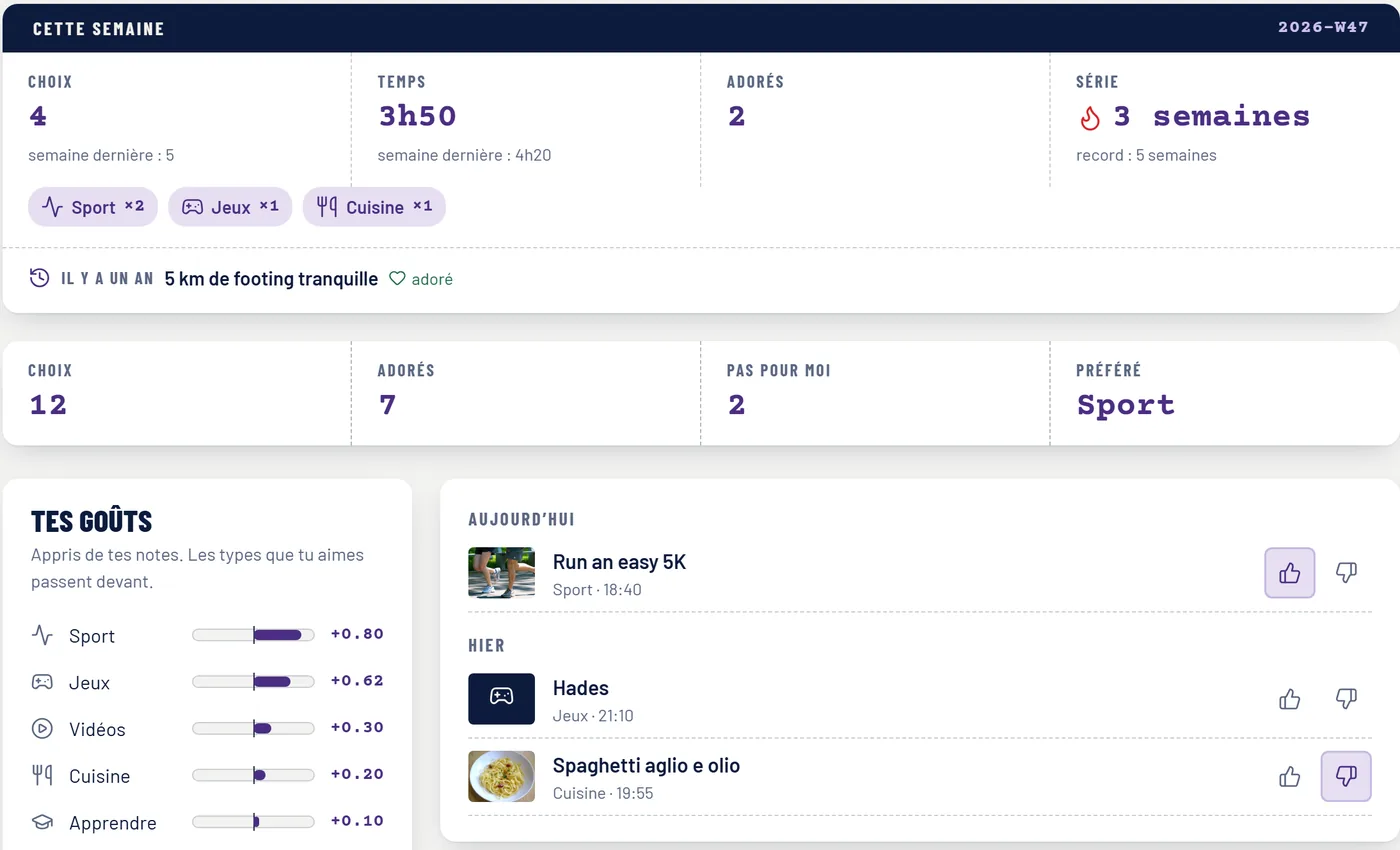 CETTE SEMAINE
2026-W47
CHOIX
4
semaine dernière : 5
TEMPS
3h50
semaine dernière : 4h20
ADORÉS
2
SÉRIE
3 semaines
record : 5 semaines
Sport ×2
Jeux ×1
Cuisine ×1
IL Y A UN AN 5 km de footing tranquille adoré
CHOIX
12
ADORÉS
7
PAS POUR MOI
2
PRÉFÉRÉ
Sport
TES GOÛTS
Appris de tes notes. Les types que tu aimes
passent devant.
Sport +0.80
Jeux +0.62
Vidéos +0.30
Cuisine +0.20
Apprendre +0.10
AUJOURD’HUI
Run an easy 5K
Sport · 18:40
HIER
Hades
Jeux · 21:10
Spaghetti aglio e olio
Cuisine · 19:55